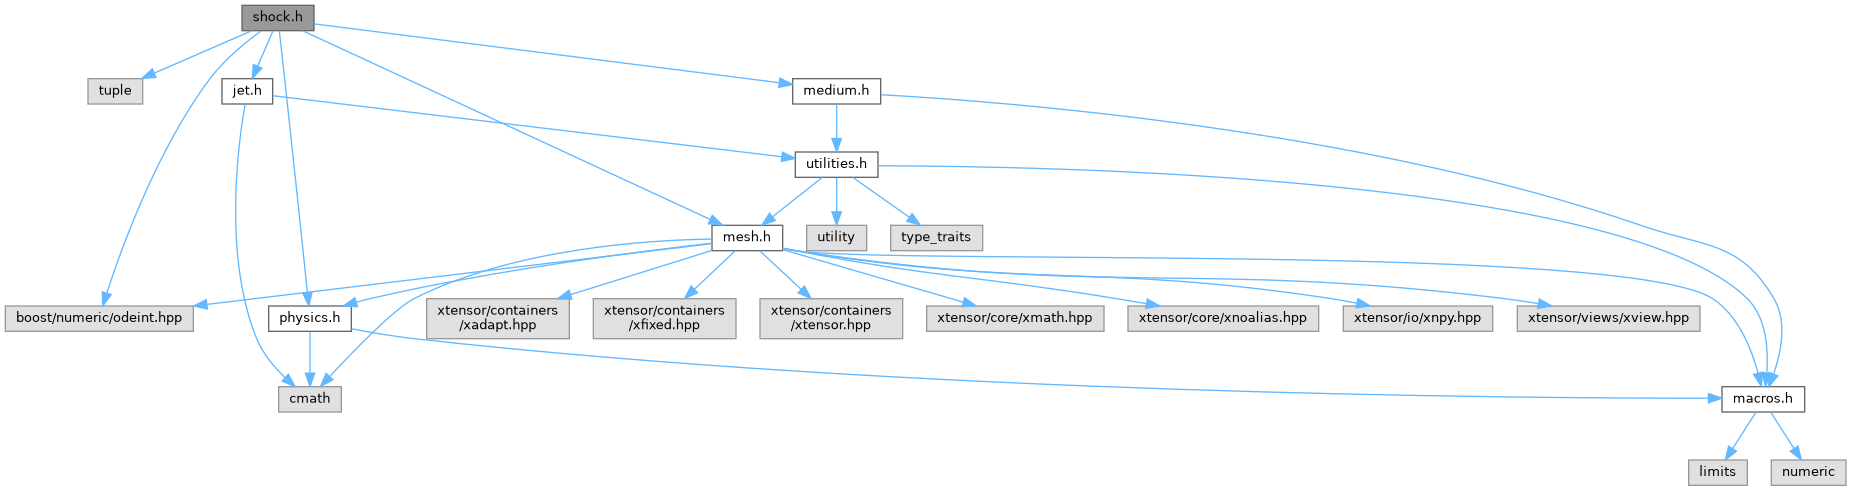 shock.h
tuple
jet.h
medium.h
utilities.h
mesh.h
utility
type_traits
boost/numeric/odeint.hpp
physics.h
xtensor/containers
/xadapt.hpp
xtensor/containers
/xfixed.hpp
xtensor/containers
/xtensor.hpp
xtensor/core/xmath.hpp
xtensor/core/xnoalias.hpp
xtensor/io/xnpy.hpp
xtensor/views/xview.hpp
cmath
macros.h
limits
numeric